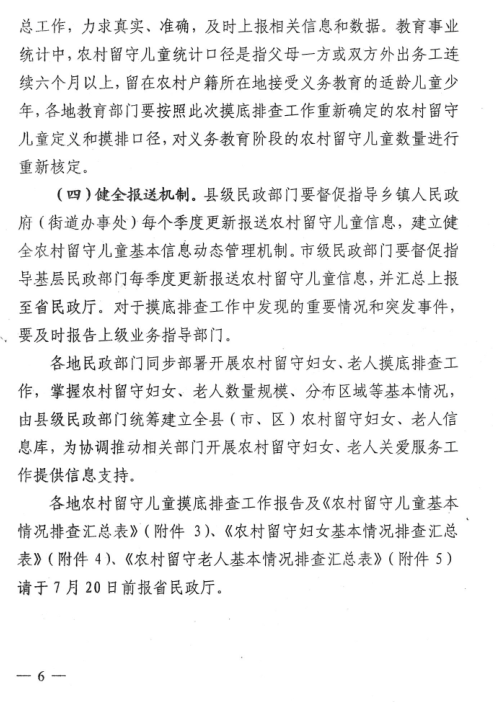 总工作，力求真实、准确，及时上报相关信息和数据。教育事业
统计中，农村留守儿童统计口径是指父母一方或双方外出务工连
续六个月以上，留在农村户籍所在地接受义务教育的适龄儿童少
年，各地教育部门要按照此次摸底排查工作重新确定的农村留守
儿童定义和摸排口径，对义务教育阶段的农村留守儿童数量进行
重新核定。
（四）健全报送机制。县级民政部门要督促指导乡镇人民政
府（街道办事处）每个季度更新报送农村留守儿童信息，建立健
全农村留守儿童基本信息动态管理机制。市级民政部门要督促指
导基层民政部门每季度更新报送农村留守儿童信息，并汇总上报
至省民政厅。对于摸底排查工作中发现的重要情况和突发事件，
要及时报告上级业务指导部门。
各地民政部门同步部署开展农村留守妇女、老人摸底排查工
作，掌握农村留守妇女、老人数量规模、分布区域等基本情况，
由县级民政部门统筹建立全县（市、区）农村留守妇女、老人信
息库，为协调推动相关部门开展农村留守妇女、老人关爱服务工
作提供信息支持。
各地农村留守儿童摸底排查工作报告及《农村留守儿童基本
情况排查汇总表》（附件 3）、《农村留守妇女基本情况排查汇总
表》（附件 4）、《农村留守老人基本情况排查汇总表》（附件 5）
请于 7 月 20 日前报省民政厅。
— 6 —